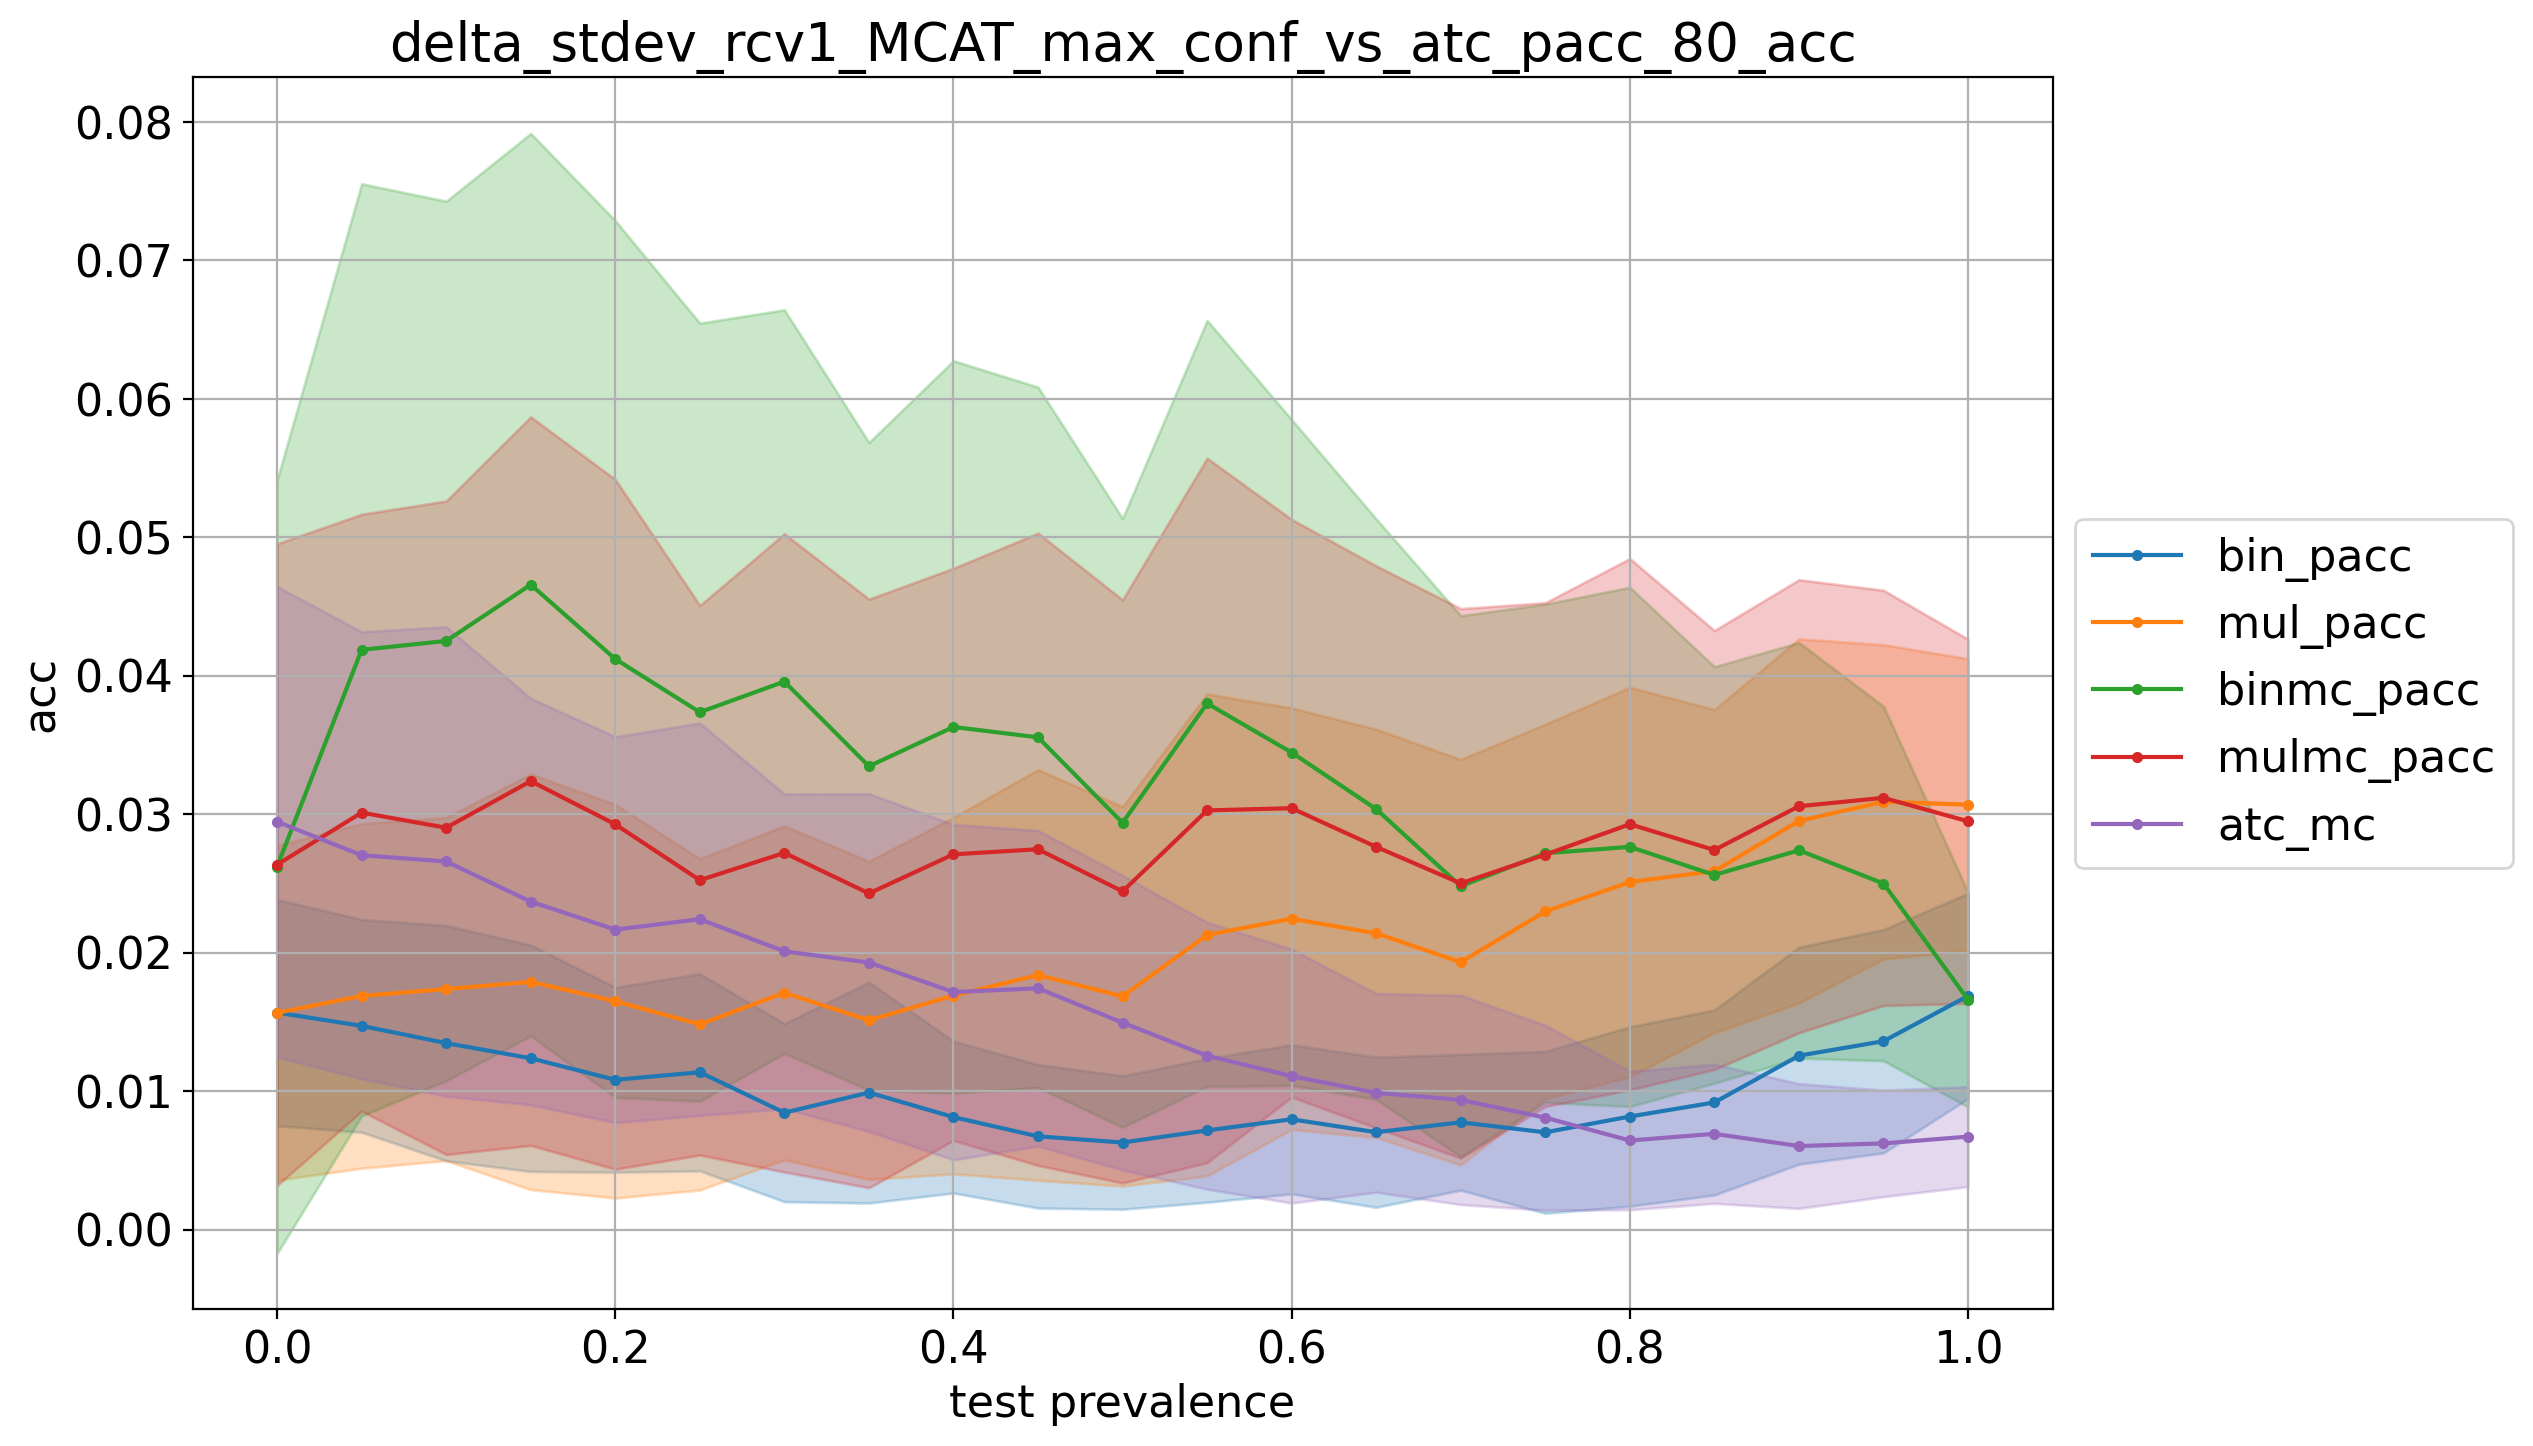 delta_stdev_rcv1_MCAT_max_conf_vs_atc_pacc_80_acc
0.08
0.07
0.06
0.05
0.04
0.03
0.02
0.01
0.00
acc
0.0 0.2 0.4 0.6 0.8 1.0
test prevalence
bin_pacc
mul_pacc
binmc_pacc
mulmc_pacc
atc_mc